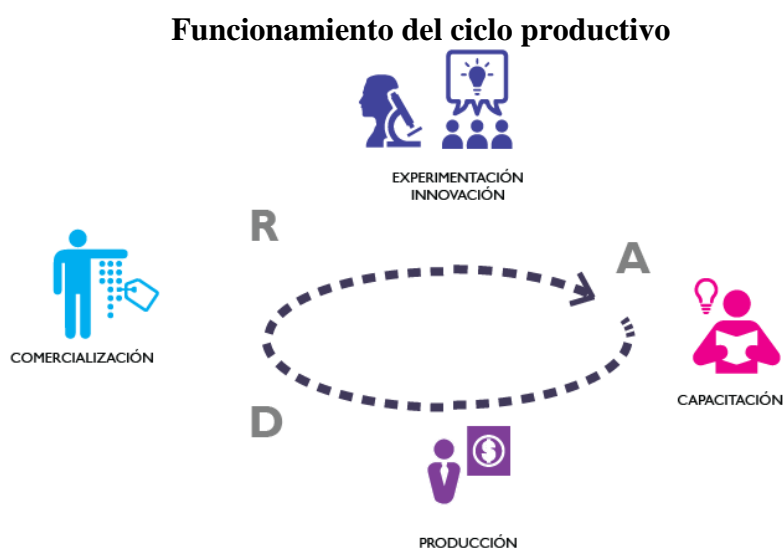 Funcionamiento del ciclo productivo
EXPERIMENTACIÓN
INNOVACIÓN
R
A
COMERCIALIZACIÓN
CAPACITACIÓN
D
PRODUCCIÓN